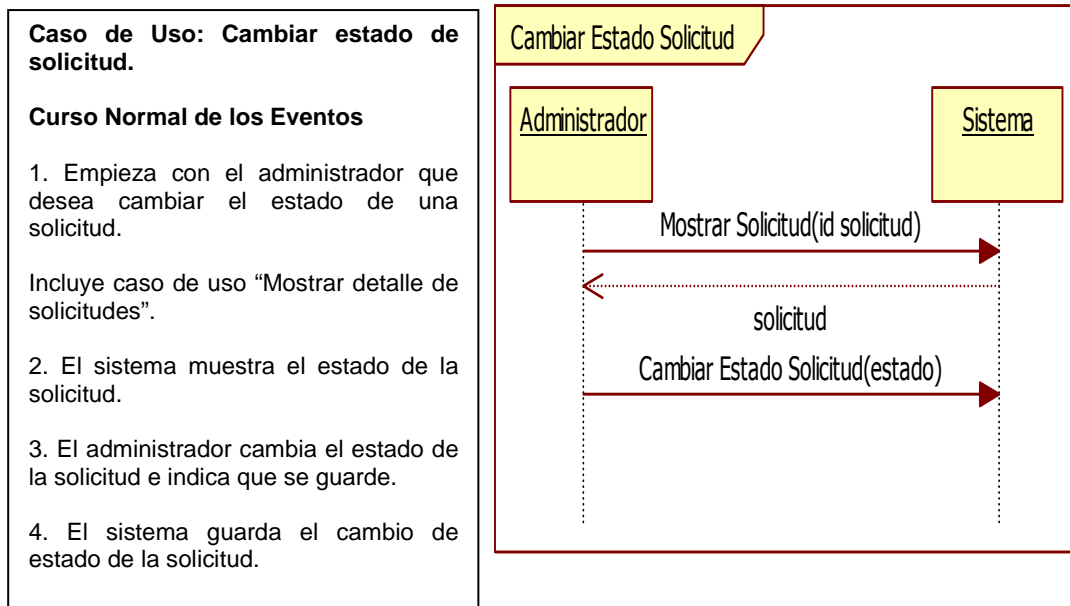 Caso de Uso: Cambiar estado de
solicitud.
Curso Normal de los Eventos
1. Empieza con el administrador que
desea cambiar el estado de una
solicitud.
Incluye caso de uso “Mostrar detalle de
solicitudes”.
2. El sistema muestra el estado de la
solicitud.
3. El administrador cambia el estado de
la solicitud e indica que se guarde.
4. El sistema guarda el cambio de
estado de la solicitud.
Cambiar Estado Solicitud
Administrador
Sistema
Mostrar Solicitud(id solicitud)
solicitud
Cambiar Estado Solicitud(estado)